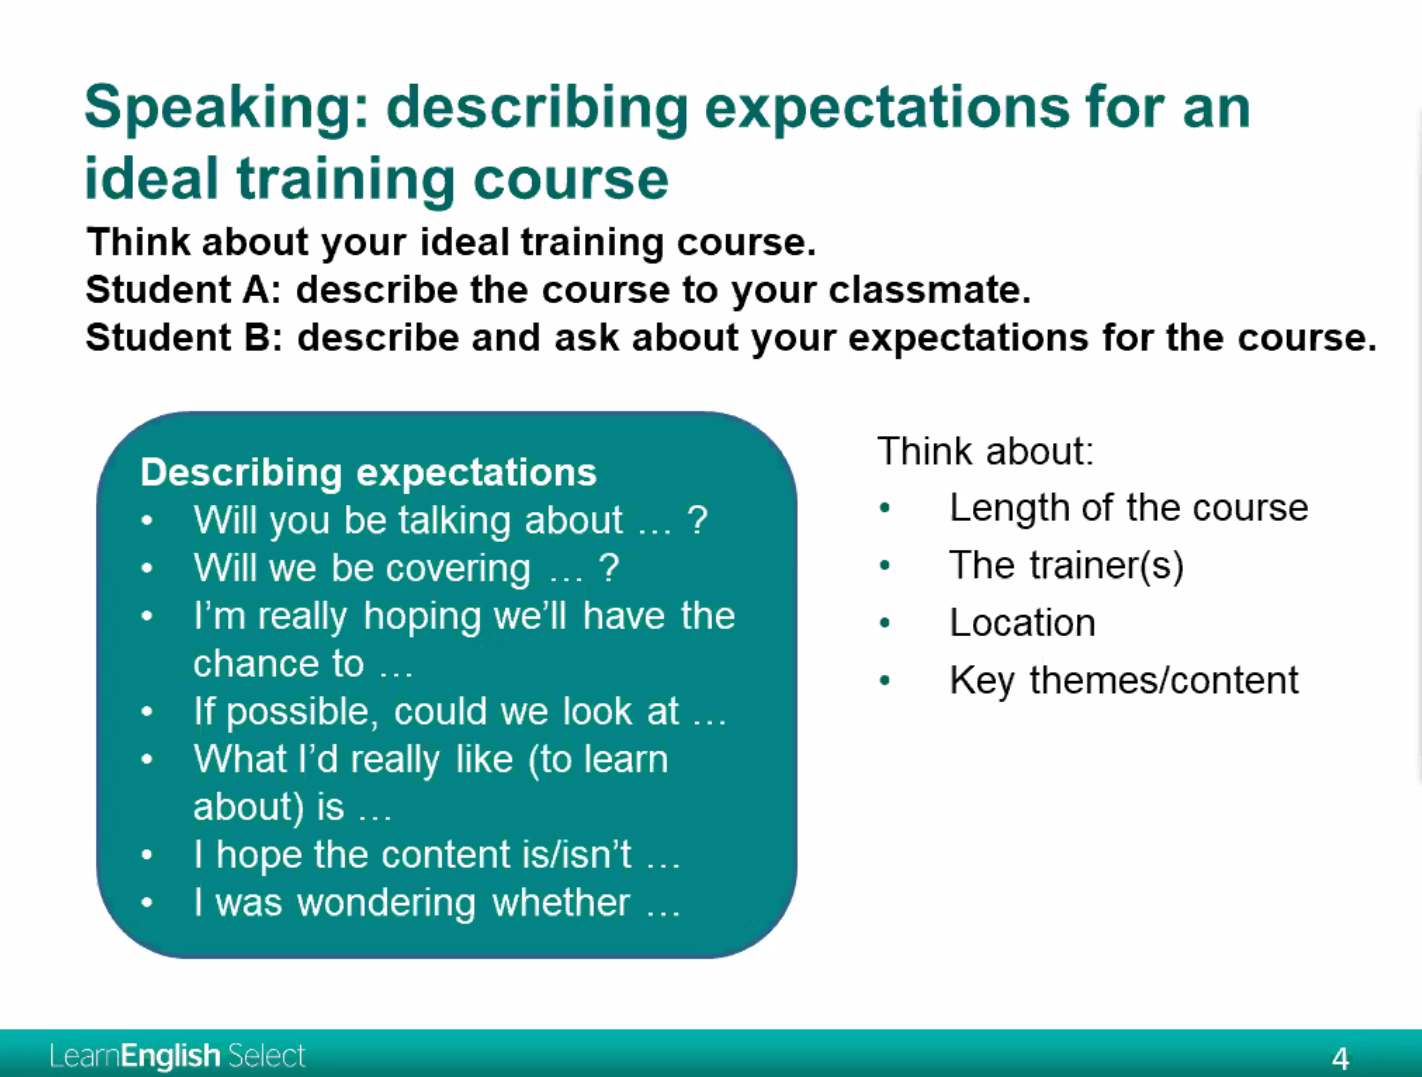 Speaking: describing expectations for an
ideal training course
Think about your ideal training course.
Student A: describe the course to your classmate.
Student B: describe and ask about your expectations for the course.
Describing expectations
• Will you be talking about … ?
• Will we be covering … ?
• I’m really hoping we’ll have the
chance to …
• If possible, could we look at …
• What I’d really like (to learn
about) is …
• I hope the content is/isn’t …
• I was wondering whether …
Think about:
• Length of the course
• The trainer(s)
• Location
• Key themes/content
LearnEnglish Select
4